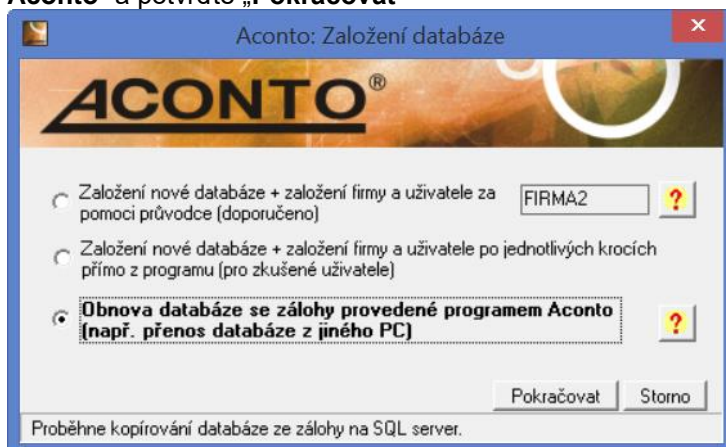 Aconto“ a potvrďte „Pokračovat“
Aconto: Založení databáze
ACONTO®
Založení nové databáze + založení firmy a uživatele za
pomoci průvodce (doporučeno)
FIRMA2
?
Založení nové databáze + založení firmy a uživatele po jednotlivých krocích
přímo z programu (pro zkušené uživatele)
Obnova databáze se zálohy provedené programem Aconto
(např. přenos databáze z jiného PC)
?
Pokračovat
Storno
Proběhne kopírování databáze ze zálohy na SQL server.